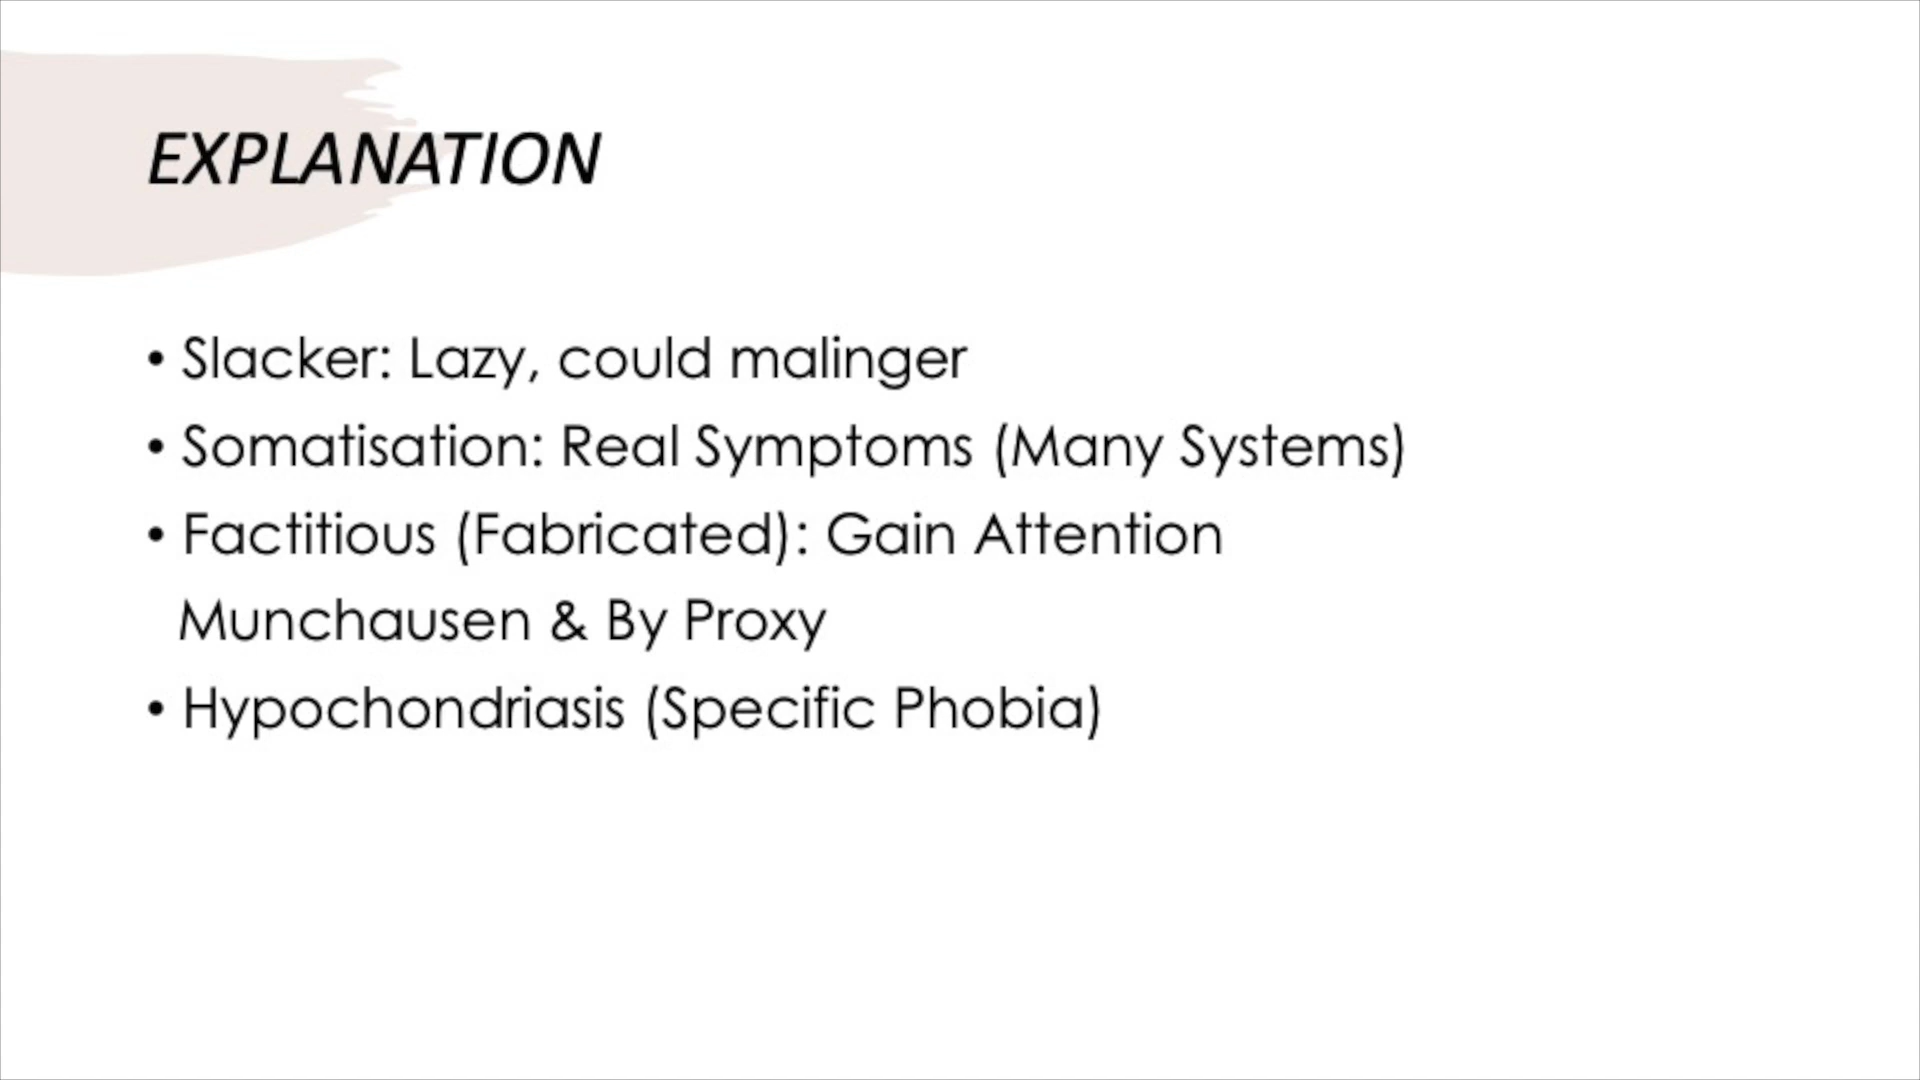 EXPLANATION
• Slacker: Lazy, could malinger
• Somatisation: Real Symptoms (Many Systems)
• Factitious (Fabricated): Gain Attention
Munchausen & By Proxy
• Hypochondriasis (Specific Phobia)